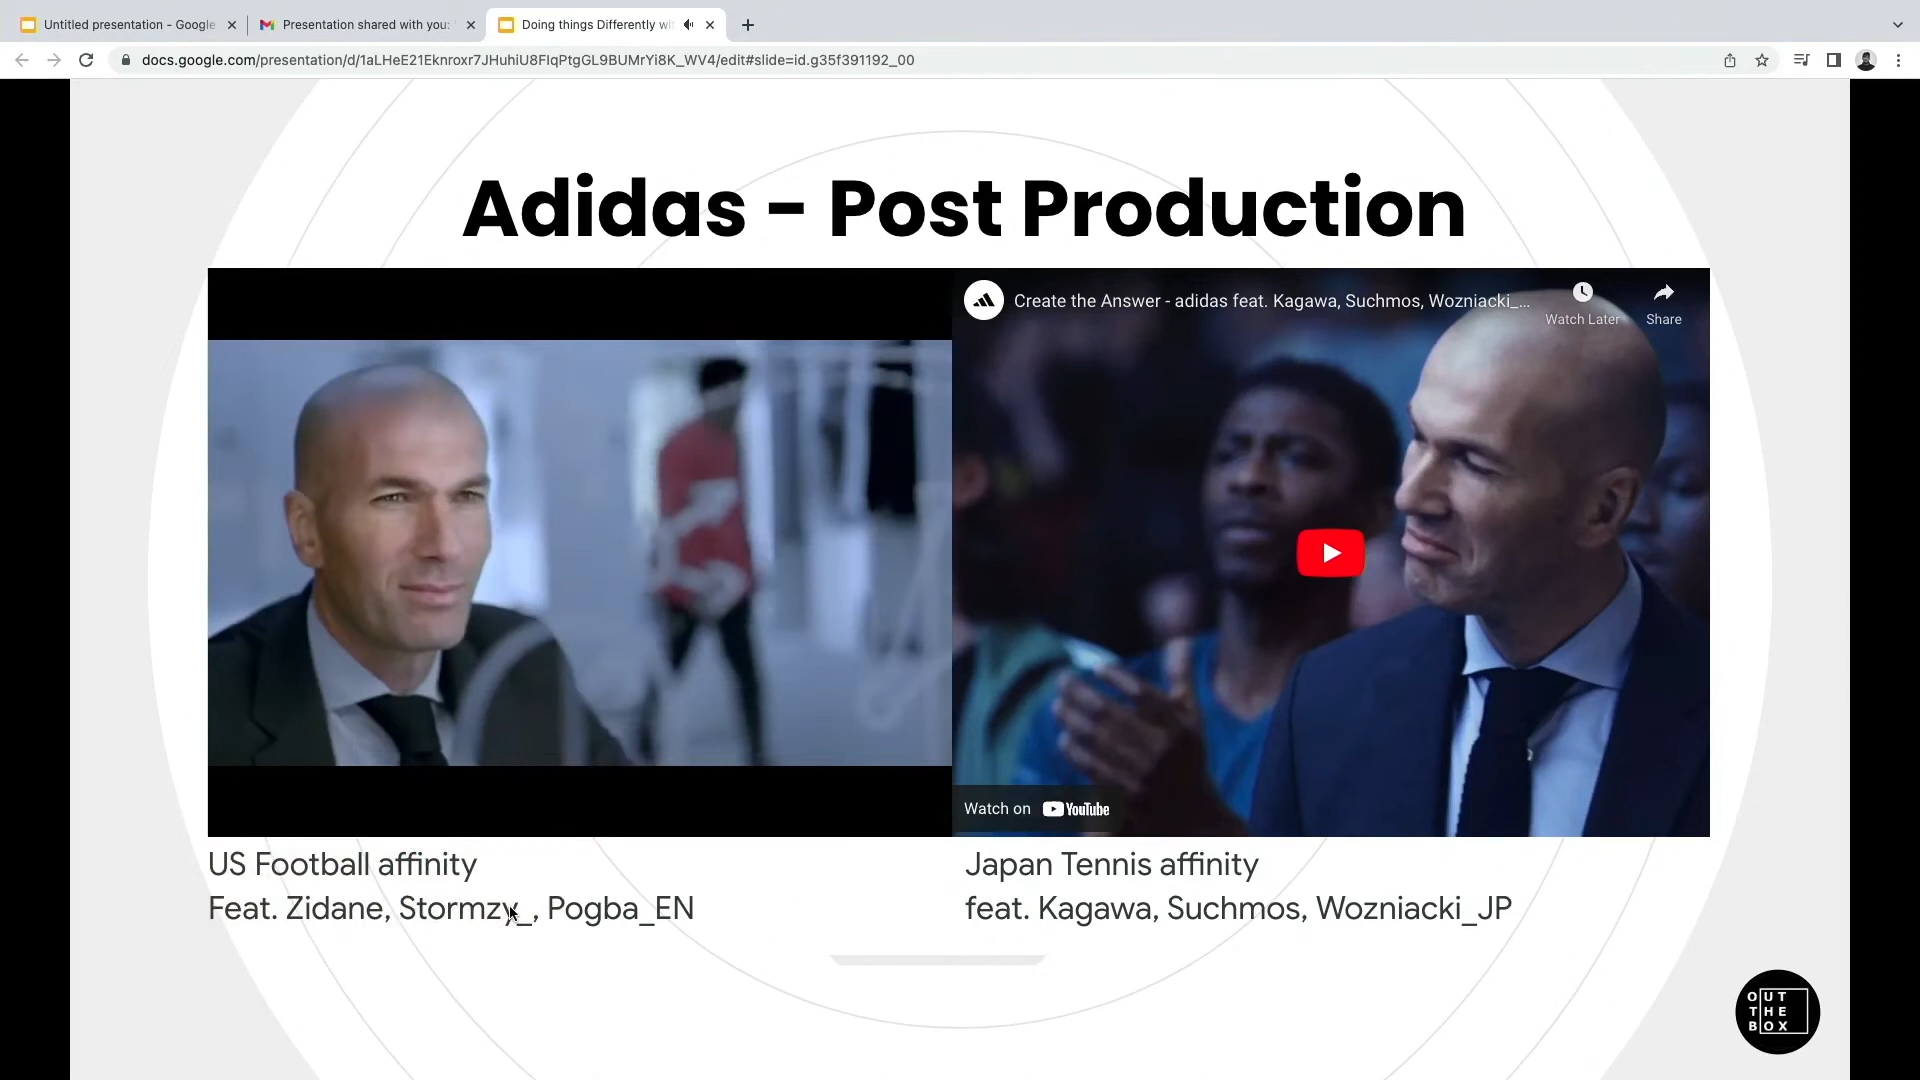 Untitled presentation - Google
Presentation shared with you:
Doing things Differently wi
docs.google.com/presentation/d/1aLHeE21Eknroxr7JHuhiU8FIqPtgGL9BUMrYi8K_WV4/edit#slide=id.g35f391192_00
Adidas – Post Production
Create the Answer - adidas feat. Kagawa, Suchmos, Wozniacki_...
Watch Later
Share
Watch on YouTube
US Football affinity
Feat. Zidane, Stormzy_, Pogba_EN
Japan Tennis affinity
feat. Kagawa, Suchmos, Wozniacki_JP
OUT
THE
BOX